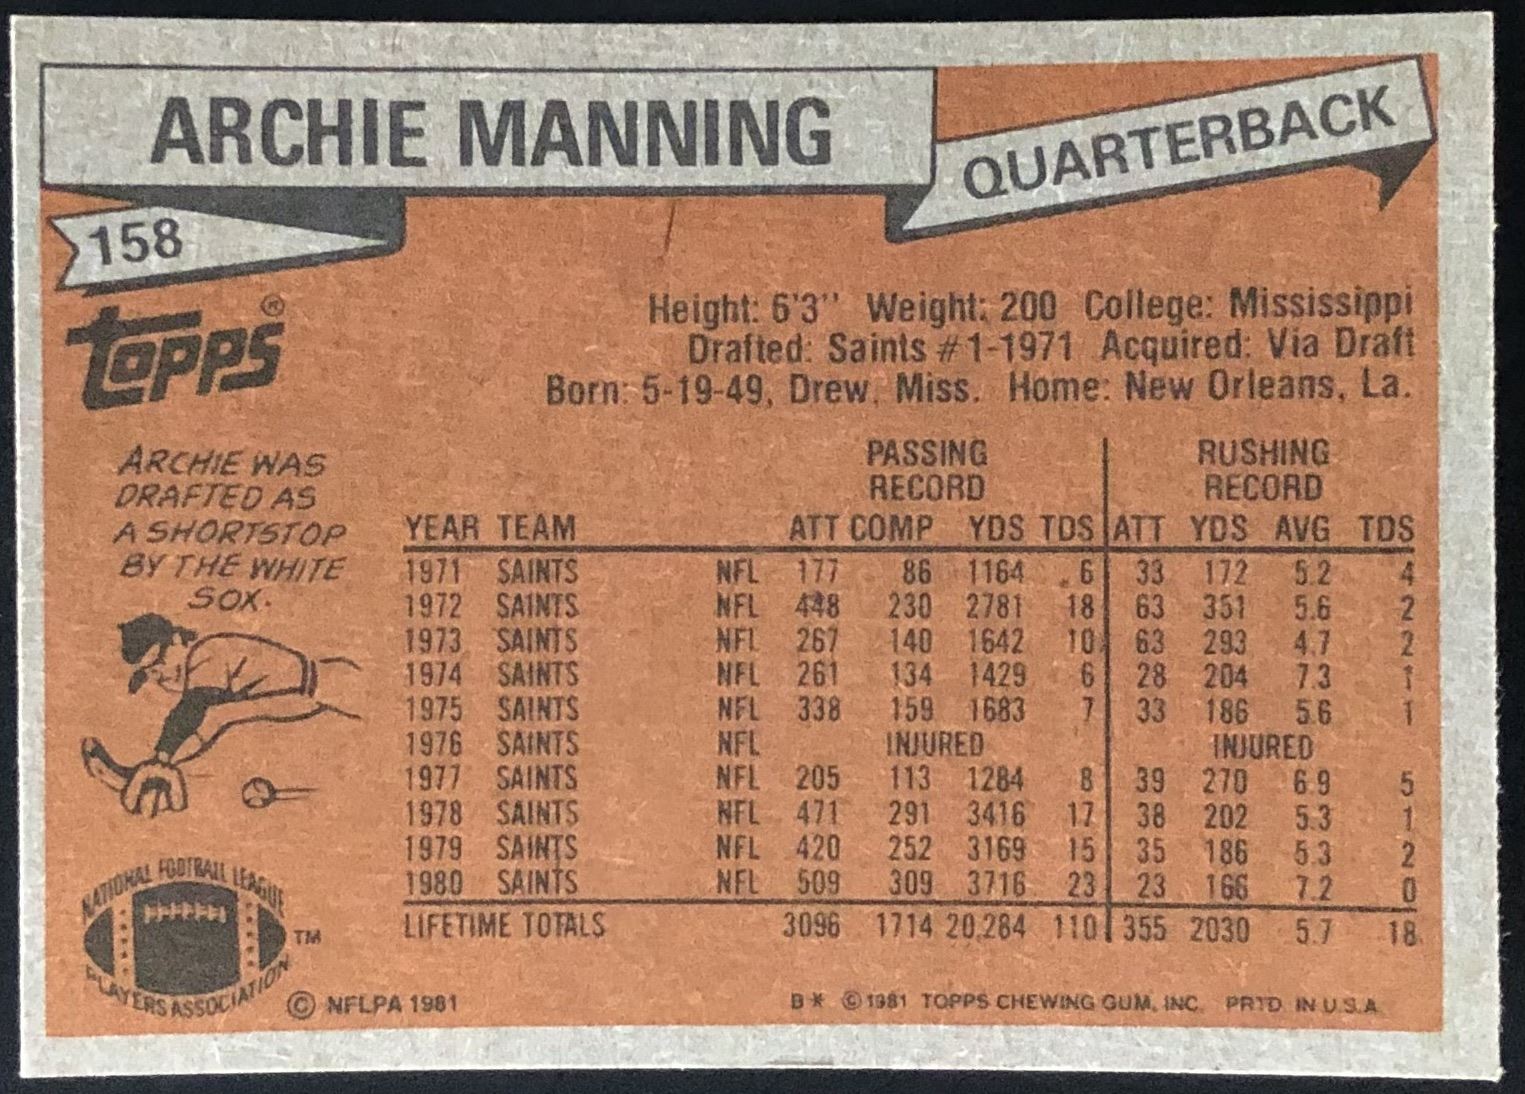 ARCHIE MANNING
QUARTERBACK
158
TOPPS®
Height: 6'3'' Weight: 200 College: Mississippi
Drafted: Saints #1-1971 Acquired: Via Draft
Born: 5-19-49, Drew, Miss. Home: New Orleans, La.
ARCHIE WAS
DRAFTED AS
A SHORTSTOP
BY THE WHITE
SOX.
PASSING RUSHING
RECORD RECORD
YEAR TEAM ATT COMP YDS TDS ATT YDS AVG TDS
1971 SAINTS NFL 177 86 1164 6 33 172 5.2 4
1972 SAINTS NFL 448 230 2781 18 63 351 5.6 2
1973 SAINTS NFL 267 140 1642 10 63 293 4.7 2
1974 SAINTS NFL 261 134 1429 6 28 204 7.3 1
1975 SAINTS NFL 338 159 1683 7 33 186 5.6 1
1976 SAINTS NFL INJURED INJURED
1977 SAINTS NFL 205 113 1284 8 39 270 6.9 5
1978 SAINTS NFL 471 291 3416 17 38 202 5.3 1
1979 SAINTS NFL 420 252 3169 15 35 186 5.3 2
1980 SAINTS NFL 509 309 3716 23 23 166 7.2 0
LIFETIME TOTALS 3096 1714 20,284 110 355 2030 5.7 18
NATIONAL FOOTBALL LEAGUE
PLAYERS ASSOCIATION
TM
© NFLPA 1981
B* © 1981 TOPPS CHEWING GUM, INC. PRTD. IN U.S.A.